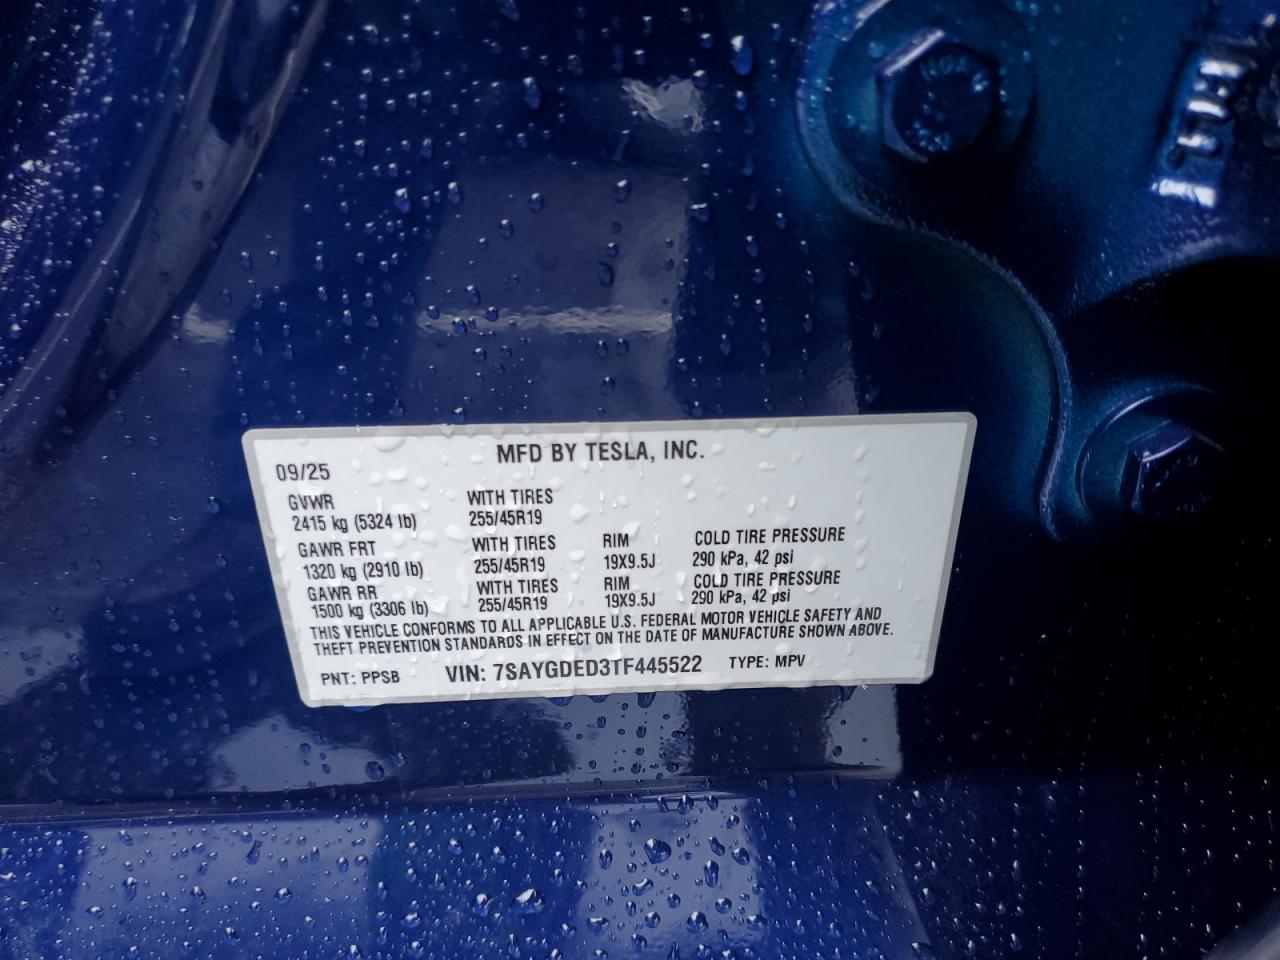 MFD BY TESLA, INC.
09/25
GVWR WITH TIRES
2415 kg (5324 lb) 255/45R19
GAWR FRT WITH TIRES RIM COLD TIRE PRESSURE
1320 kg (2910 lb) 255/45R19 19X9.5J 290 kPa, 42 psi
GAWR RR WITH TIRES RIM COLD TIRE PRESSURE
1500 kg (3306 lb) 255/45R19 19X9.5J 290 kPa, 42 psi
THIS VEHICLE CONFORMS TO ALL APPLICABLE U.S. FEDERAL MOTOR VEHICLE SAFETY AND
THEFT PREVENTION STANDARDS IN EFFECT ON THE DATE OF MANUFACTURE SHOWN ABOVE.
PNT: PPSB VIN: 7SAYGDED3TF445522 TYPE: MPV